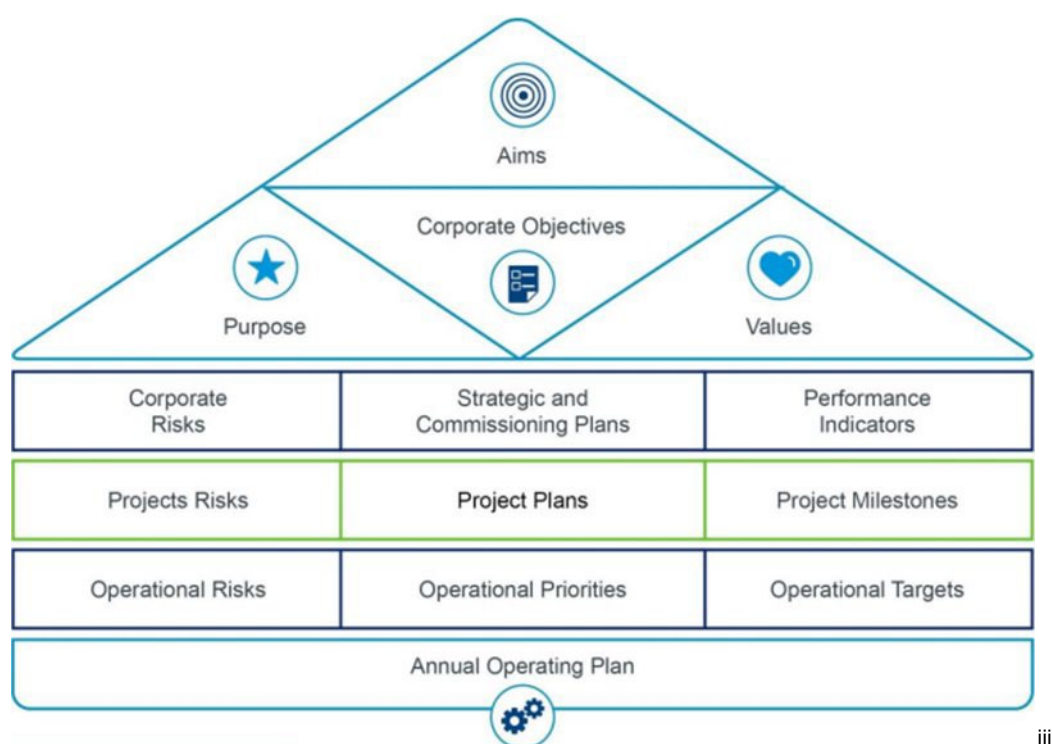 Aims
Corporate Objectives
Purpose
Values
Corporate
Risks
Strategic and
Commissioning Plans
Performance
Indicators
Projects Risks
Project Plans
Project Milestones
Operational Risks
Operational Priorities
Operational Targets
Annual Operating Plan
iii